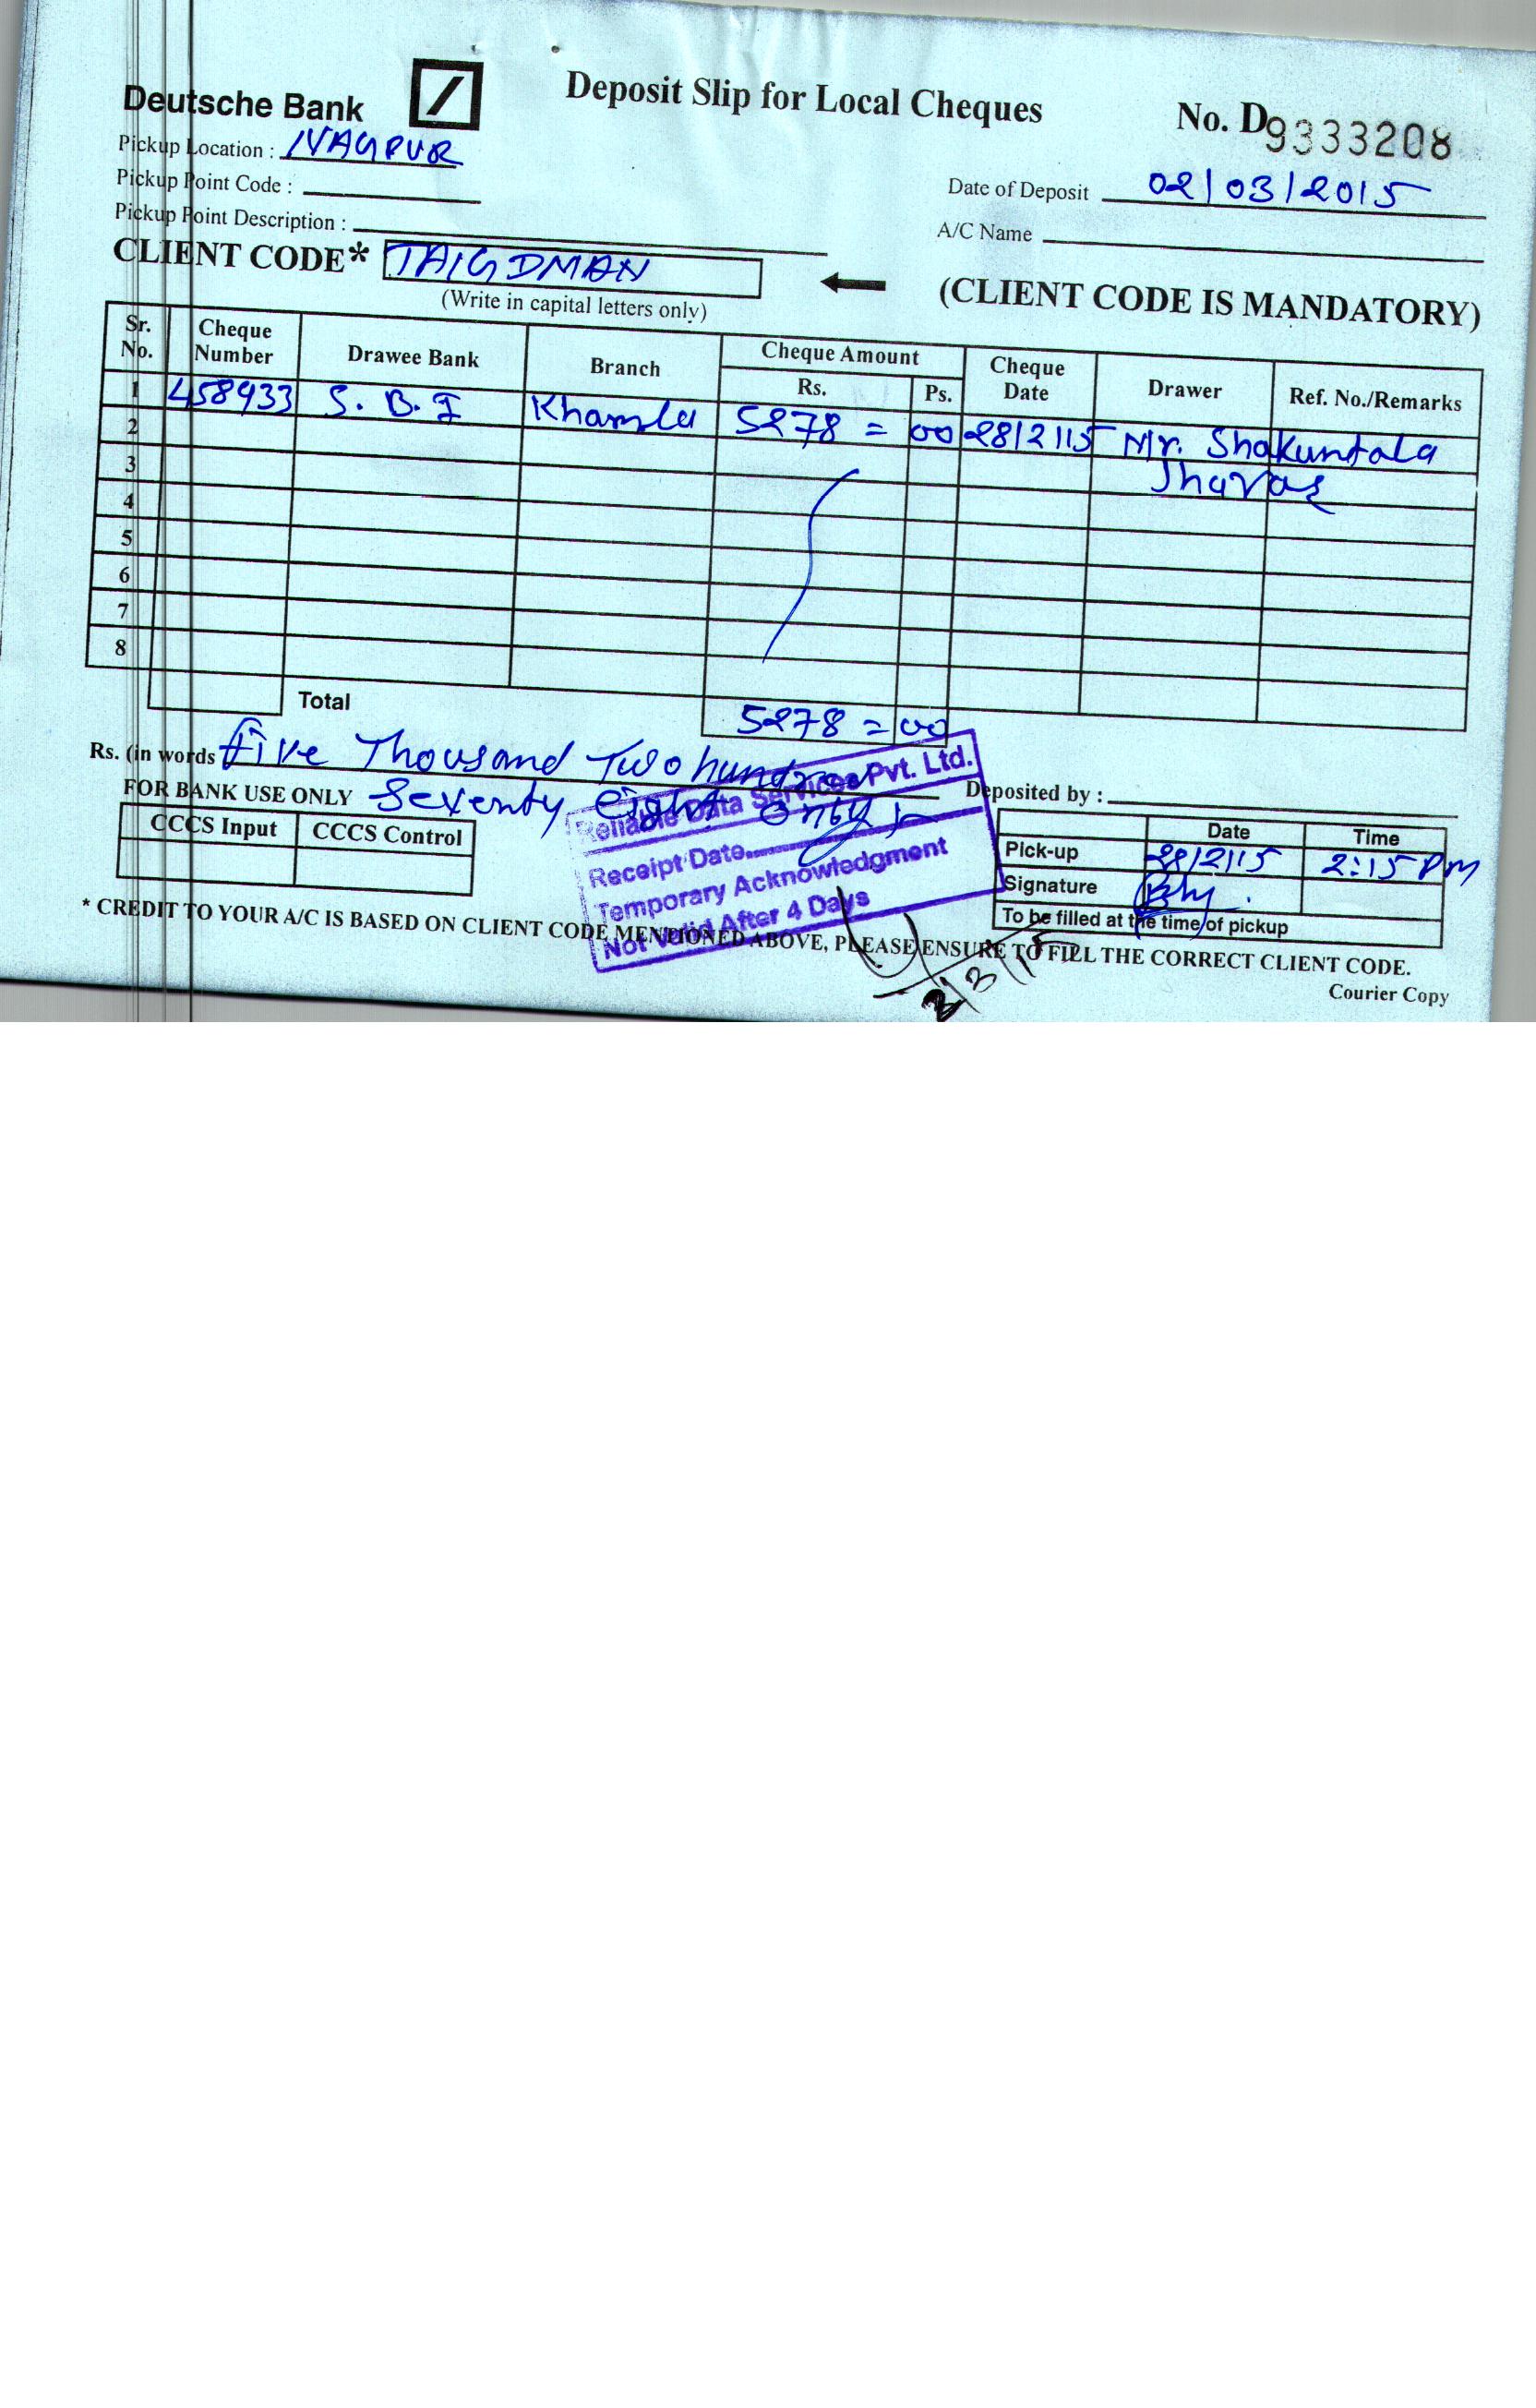 Deutsche Bank
Deposit Slip for Local Cheques
No. D9333208
Pickup Location : NAGPUR
Pickup Point Code :
Date of Deposit 02/03/2015
Pickup Point Description :
A/C Name
CLIENT CODE* TAIGDMAN
(CLIENT CODE IS MANDATORY)
(Write in capital letters only)
Sr. No. Cheque Number Drawee Bank Branch Cheque Amount Rs. Ps. Cheque Date Drawer Ref. No./Remarks
1 458933 S. B. I Khamla 5278 = 00 28/2/15 Mr. Shakuntala
2
3
4
5
6
7
8
Total 5278 = 00
Rs. (in words Five Thousand Two hundred
Seventy eight only
FOR BANK USE ONLY
Deposited by :
CCCS Input CCCS Control
Date Time
Pick-up 28/2/15 2:15 PM
Signature
To be filled at the time of pickup
Reliable Data Services Pvt. Ltd.
Receipt Date
Temporary Acknowledgment
Not Valid After 4 Days
* CREDIT TO YOUR A/C IS BASED ON CLIENT CODE MENTIONED ABOVE, PLEASE ENSURE TO FILL THE CORRECT CLIENT CODE.
2/3/15
Courier Copy